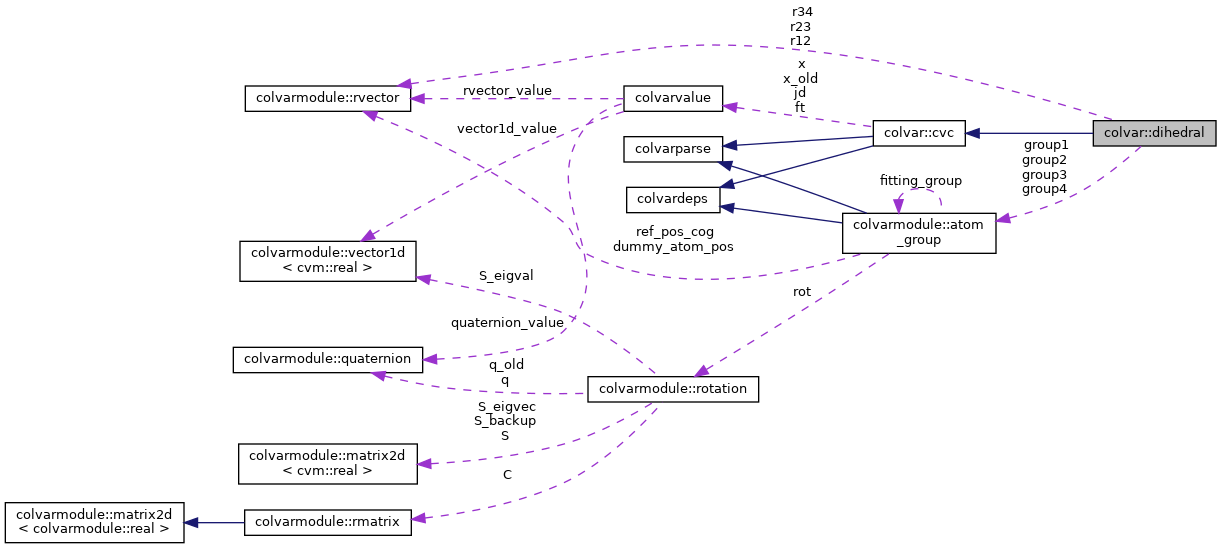 r34
r23
r12
x
x_old
jd
ft
rvector_value
colvarmodule::rvector
colvarvalue
vector1d_value
colvar::cvc
colvar::dihedral
colvarparse
group1
group2
group3
group4
fitting_group
colvardeps
colvarmodule::atom
_group
ref_pos_cog
dummy_atom_pos
colvarmodule::vector1d
< cvm::real >
S_eigval
rot
quaternion_value
colvarmodule::quaternion
q_old
q
colvarmodule::rotation
S_eigvec
S_backup
S
colvarmodule::matrix2d
< cvm::real >
C
colvarmodule::matrix2d
< colvarmodule::real >
colvarmodule::rmatrix